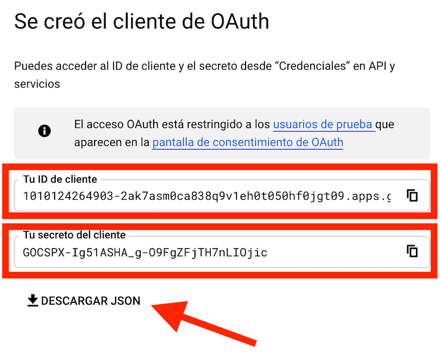 Se creó el cliente de OAuth
Puedes acceder al ID de cliente y el secreto desde “Credenciales” en API y
servicios
El acceso OAuth está restringido a los usuarios de prueba que
aparecen en la pantalla de consentimiento de OAuth
Tu ID de cliente
1010124264903-2ak7asm0ca838q9v1eh0t050hf0jgt09.apps.g
Tu secreto del cliente
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
DESCARGAR JSON